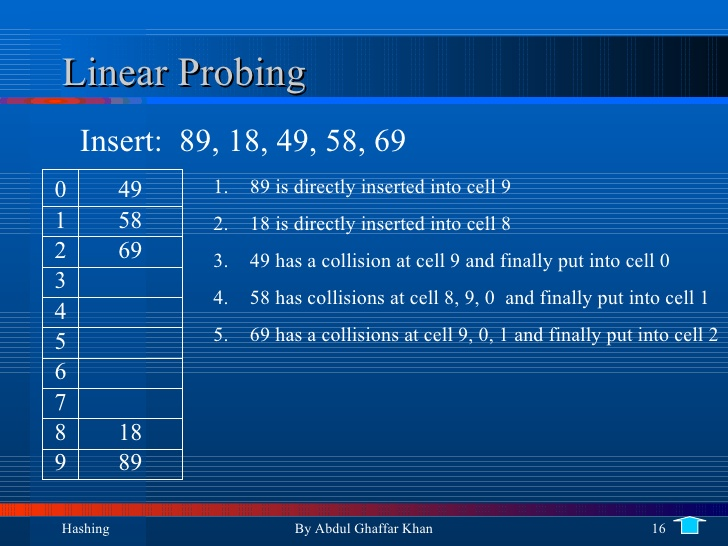 Linear Probing
Insert: 89, 18, 49, 58, 69
0 49
1 58
2 69
3
4
5
6
7
8 18
9 89
1. 89 is directly inserted into cell 9
2. 18 is directly inserted into cell 8
3. 49 has a collision at cell 9 and finally put into cell 0
4. 58 has collisions at cell 8, 9, 0 and finally put into cell 1
5. 69 has a collisions at cell 9, 0, 1 and finally put into cell 2
Hashing By Abdul Ghaffar Khan 16